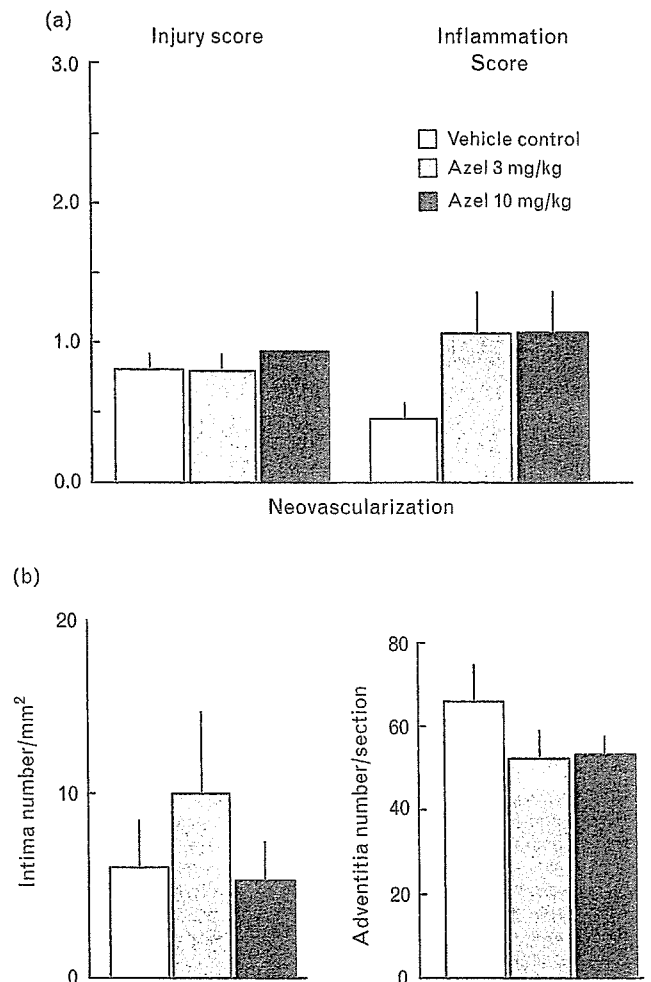 (a)
Injury score
Inflammation
Score
3.0
2.0
1.0
0.0
Vehicle control
Azel 3 mg/kg
Azel 10 mg/kg
Neovascularization
(b)
Intima number/mm²
20
10
0
Adventitia number/section
80
60
40
20
0